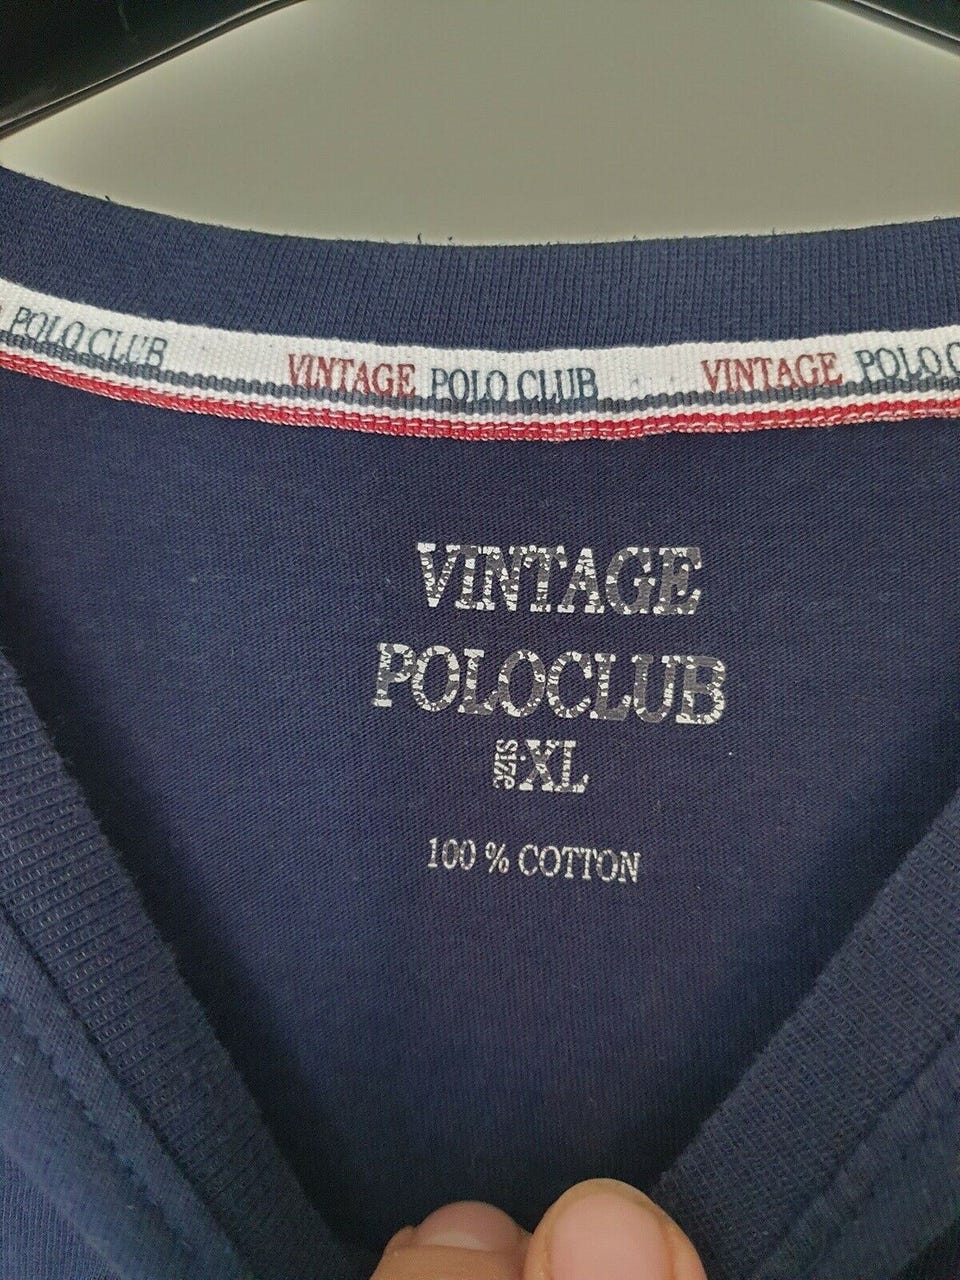 POLO CLUB VINTAGE POLO CLUB VINTAGE POLO C
VINTAGE
POLOCLUB
SIZE XL
100 % COTTON